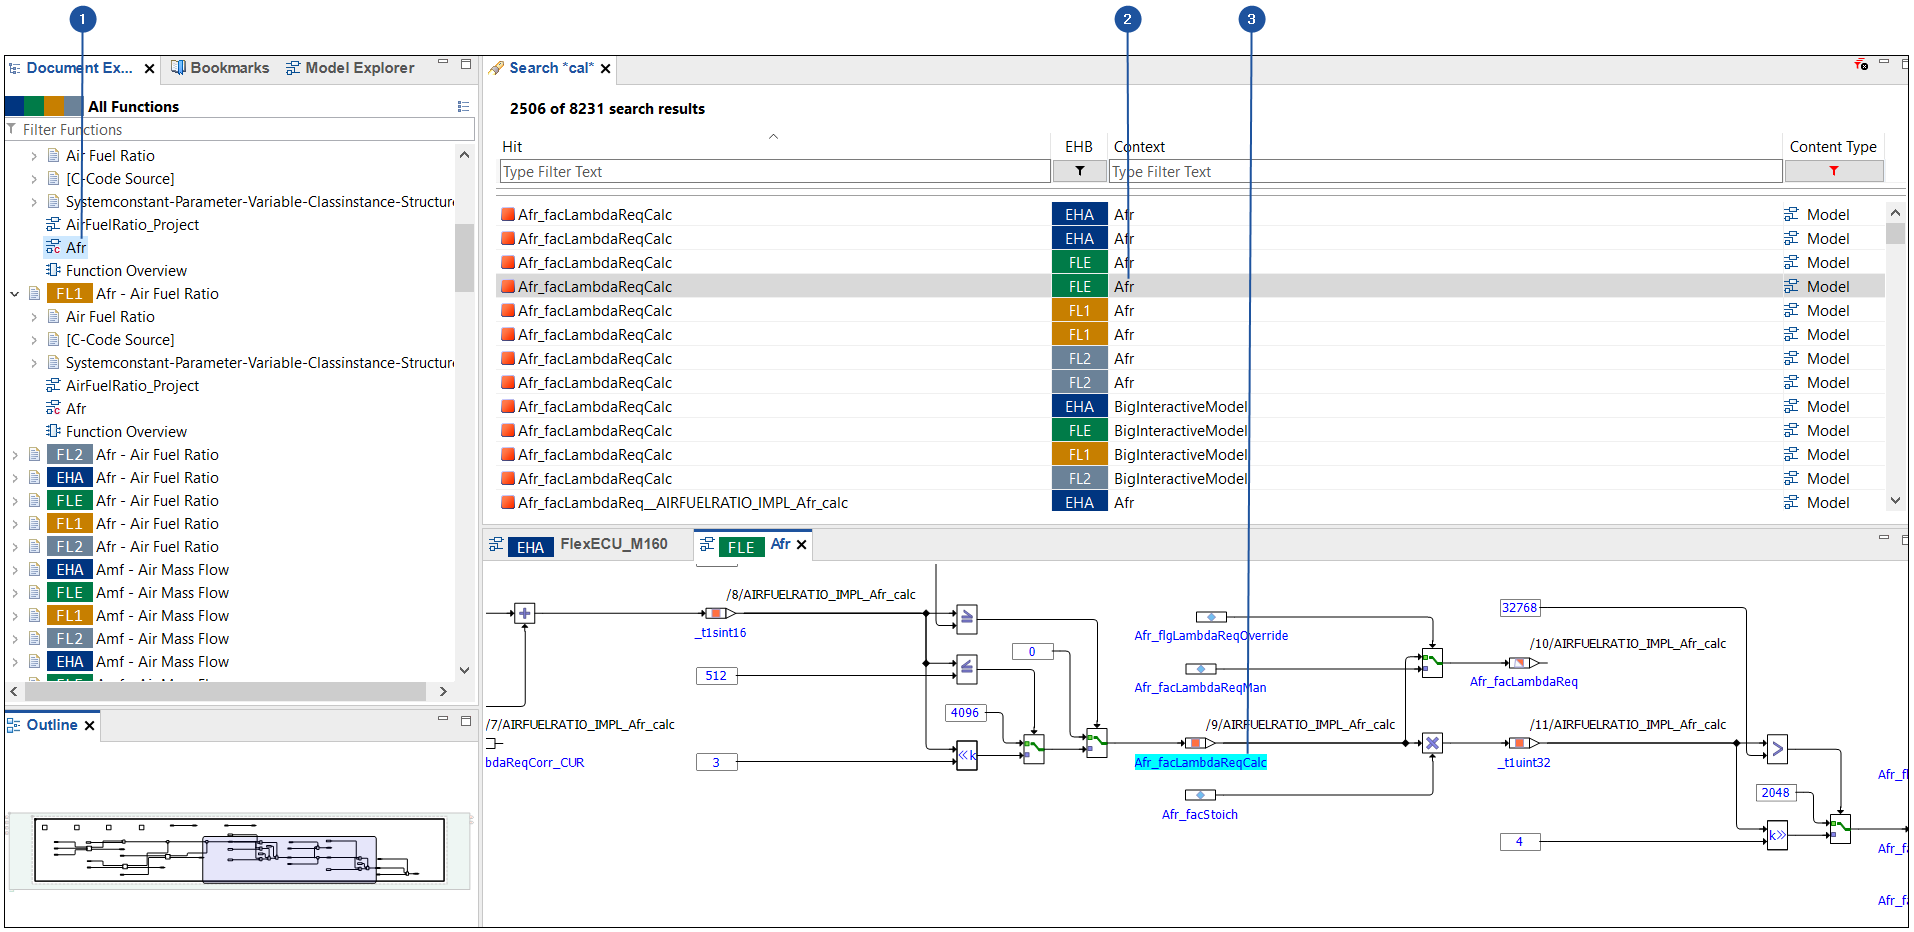 1
2
3
Document Ex...
Bookmarks
Model Explorer
All Functions
Filter Functions
Air Fuel Ratio
[C-Code Source]
Systemconstant-Parameter-Variable-Classinstance-Structure
AirFuelRatio_Project
Afr
Function Overview
FL1 Afr - Air Fuel Ratio
Air Fuel Ratio
[C-Code Source]
Systemconstant-Parameter-Variable-Classinstance-Structure
AirFuelRatio_Project
Afr
Function Overview
FL2 Afr - Air Fuel Ratio
EHA Afr - Air Fuel Ratio
FLE Afr - Air Fuel Ratio
FL1 Afr - Air Fuel Ratio
FL2 Afr - Air Fuel Ratio
EHA Amf - Air Mass Flow
FLE Amf - Air Mass Flow
FL1 Amf - Air Mass Flow
FL2 Amf - Air Mass Flow
EHA Amf - Air Mass Flow
Outline
Search *cal*
2506 of 8231 search results
Hit EHB Context Content Type
Type Filter Text Type Filter Text
Afr_facLambdaReqCalc EHA Afr Model
Afr_facLambdaReqCalc EHA Afr Model
Afr_facLambdaReqCalc FLE Afr Model
Afr_facLambdaReqCalc FLE Afr Model
Afr_facLambdaReqCalc FL1 Afr Model
Afr_facLambdaReqCalc FL1 Afr Model
Afr_facLambdaReqCalc FL2 Afr Model
Afr_facLambdaReqCalc FL2 Afr Model
Afr_facLambdaReqCalc EHA BigInteractiveModel Model
Afr_facLambdaReqCalc FLE BigInteractiveModel Model
Afr_facLambdaReqCalc FL1 BigInteractiveModel Model
Afr_facLambdaReqCalc FL2 BigInteractiveModel Model
Afr_facLambdaReq__AIRFUELRATIO_IMPL_Afr_calc EHA Afr Model
EHA FlexECU_M160
FLE Afr
/8/AIRFUELRATIO_IMPL_Afr_calc
+
_t1sint16
≥
≤
512
0
4096
/7/AIRFUELRATIO_IMPL_Afr_calc
bdaReqCorr_CUR
3
≪k
Afr_flgLambdaReqOverride
Afr_facLambdaReqMan
/9/AIRFUELRATIO_IMPL_Afr_calc
Afr_facLambdaReqCalc
Afr_facStoich
32768
/10/AIRFUELRATIO_IMPL_Afr_calc
Afr_facLambdaReq
/11/AIRFUELRATIO_IMPL_Afr_calc
×
_t1uint32
>
2048
4
k≫
Afr_fl
Afr_fa
Afr_fa